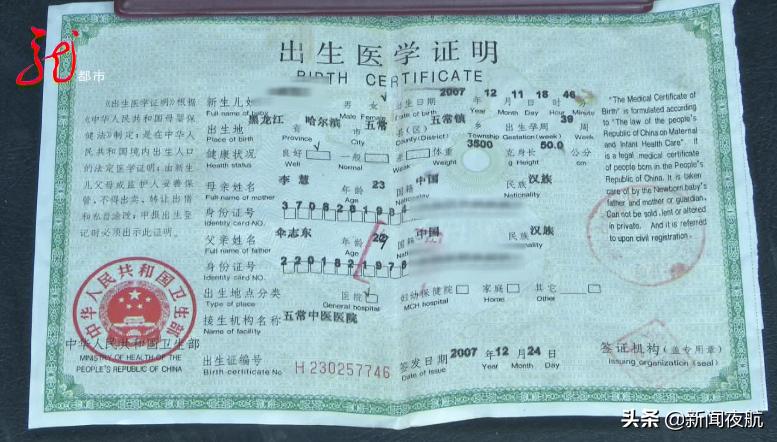 都市
出生医学证明
BIRTH CERTIFICATE
《出生医学证明》根据
《中华人民共和国母婴保
健法》制定;是在中华人
民共和国境内出生人口
的法定医学证明;由新生
儿父母或监护人妥善保
管,不得出卖、转让出借
和私自涂改;申报出生登
记时必须出示此证明。
新生儿姓
Full name of baby
男 女
Male Female
出生日期 2007 年 12 月 11 日 18 时 46 分
Date of birth Year Month Day Hour Minute
出生地 黑龙江 省 哈尔滨 市 五常 县(区) 五常镇
Place of birth Province City County(District) Township
出生孕周 39 周
Gestation(week) Week
健康状况 良好 一般 差
Health status Well Normal Weak
体重 3500 克
Weight
身长 50.0 公分
Height cm
母亲姓名 李慧 年龄 23 国籍 中国 民族 汉族
Full name of mother Age Nationality Nationality
身份证号 370828198
Identity card NO.
父亲姓名 伞志东 年龄 29 国籍 中国 民族 汉族
Full name of father Age Nationality
身份证号 2201821978
Identity card NO.
出生地点分类 医院 妇幼保健院 家庭 其它
Type of place General hospital MCH hospital Home Other
接生机构名称 五常中医医院
Name of facility
出生证编号 H 230257746
Birth certificate No
签发日期 2007 年 12 月 24 日
Date of issue Year Month Day
签证机构(盖专用章)
Issuing organization (seal)
中华人民共和国卫生部
中华人民共和国卫生部
MINISTRY OF HEALTH OF THE
PEOPLE'S REPUBLIC OF CHINA
"The Medical Certificate of
Birth" is formulated according
to "The law of the people's
Republic of China on Maternal
and Infant Health Care". It
is a legal medical certificate
of people born in the People's
Republic of China. It is taken
care of by the Newborn baby's
father and mother or guardian.
Can not be sold ,lent or altered
in private. And it is referred
to upon civil registration.
头条 @新闻夜航